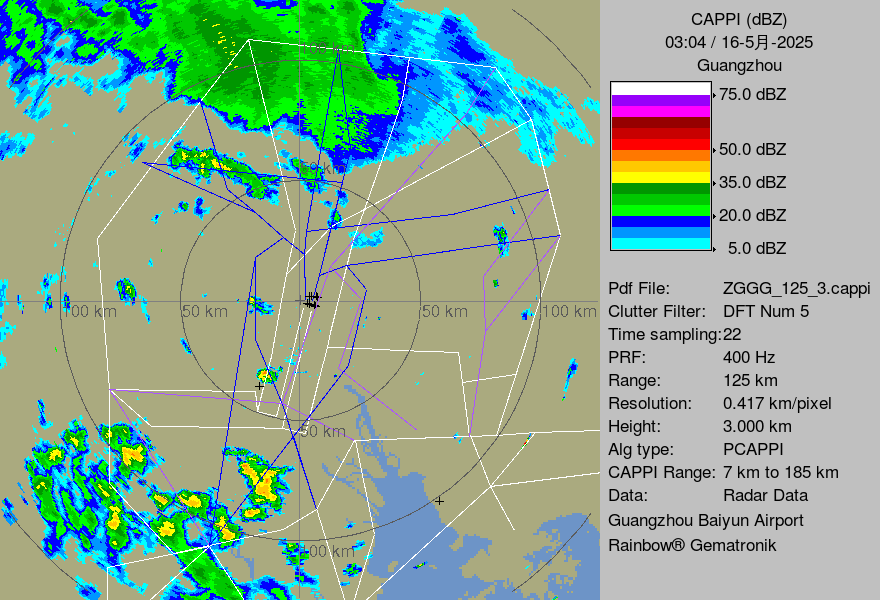 CAPPI (dBZ)
03:04 / 16-5月-2025
Guangzhou
75.0 dBZ
50.0 dBZ
35.0 dBZ
20.0 dBZ
5.0 dBZ
Pdf File: ZGGG_125_3.cappi
Clutter Filter: DFT Num 5
Time sampling:22
PRF: 400 Hz
Range: 125 km
Resolution: 0.417 km/pixel
Height: 3.000 km
Alg type: PCAPPI
CAPPI Range: 7 km to 185 km
Data: Radar Data
Guangzhou Baiyun Airport
Rainbow® Gematronik
100 km
50 km
100 km
50 km
50 km
100 km
50 km
100 km